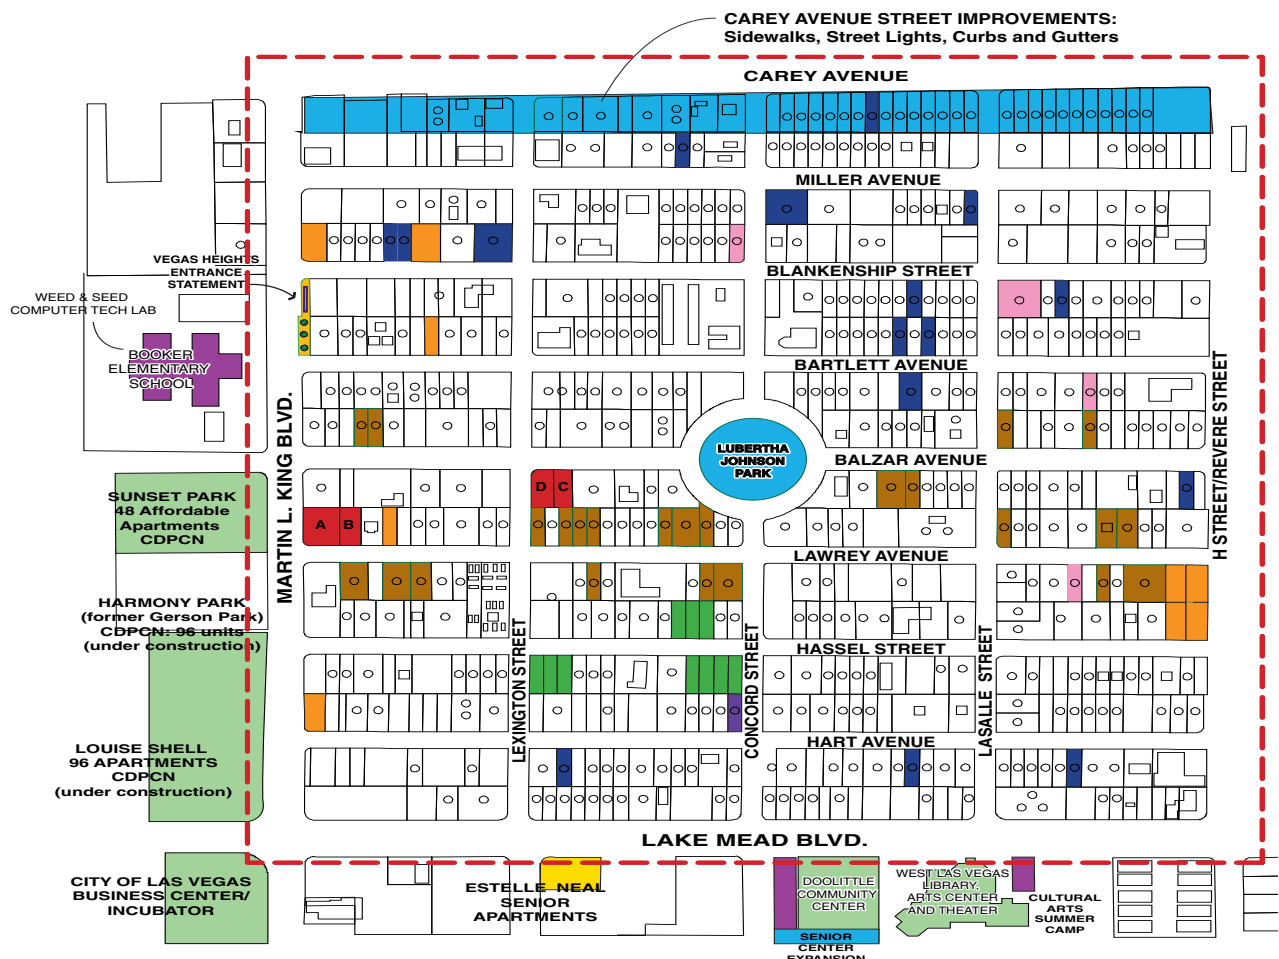 CAREY AVENUE STREET IMPROVEMENTS:
Sidewalks, Street Lights, Curbs and Gutters
CAREY AVENUE
MILLER AVENUE
VEGAS HEIGHTS
ENTRANCE
STATEMENT
BLANKENSHIP STREET
WEED & SEED
COMPUTER TECH LAB
BOOKER
ELEMENTARY
SCHOOL
BARTLETT AVENUE
MARTIN L. KING BLVD.
H STREET/REVERE STREET
LUBERTHA
JOHNSON
PARK
BALZAR AVENUE
SUNSET PARK
48 Affordable
Apartments
CDPCN
D C
A B
LAWREY AVENUE
HARMONY PARK
(former Gerson Park)
CDPCN: 96 units
(under construction)
LEXINGTON STREET
CONCORD STREET
LASALLE STREET
HASSEL STREET
HART AVENUE
LOUISE SHELL
96 APARTMENTS
CDPCN
(under construction)
LAKE MEAD BLVD.
CITY OF LAS VEGAS
BUSINESS CENTER/
INCUBATOR
ESTELLE NEAL
SENIOR
APARTMENTS
DOOLITTLE
COMMUNITY
CENTER
SENIOR
CENTER
EXPANSION
WEST LAS VEGAS
LIBRARY,
ARTS CENTER
AND THEATER
CULTURAL
ARTS
SUMMER
CAMP